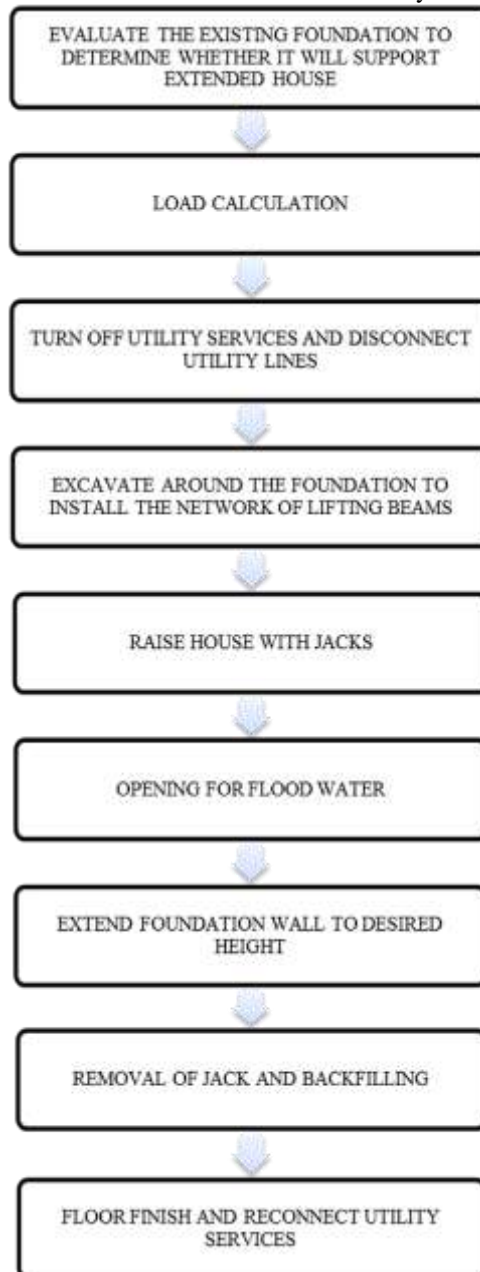 EVALUATE THE EXISTING FOUNDATION TO
DETERMINE WHETHER IT WILL SUPPORT
EXTENDED HOUSE
LOAD CALCULATION
TURN OFF UTILITY SERVICES AND DISCONNECT
UTILITY LINES
EXCAVATE AROUND THE FOUNDATION TO
INSTALL THE NETWORK OF LIFTING BEAMS
RAISE HOUSE WITH JACKS
OPENING FOR FLOOD WATER
EXTEND FOUNDATION WALL TO DESIRED
HEIGHT
REMOVAL OF JACK AND BACKFILLING
FLOOR FINISH AND RECONNECT UTILITY
SERVICES